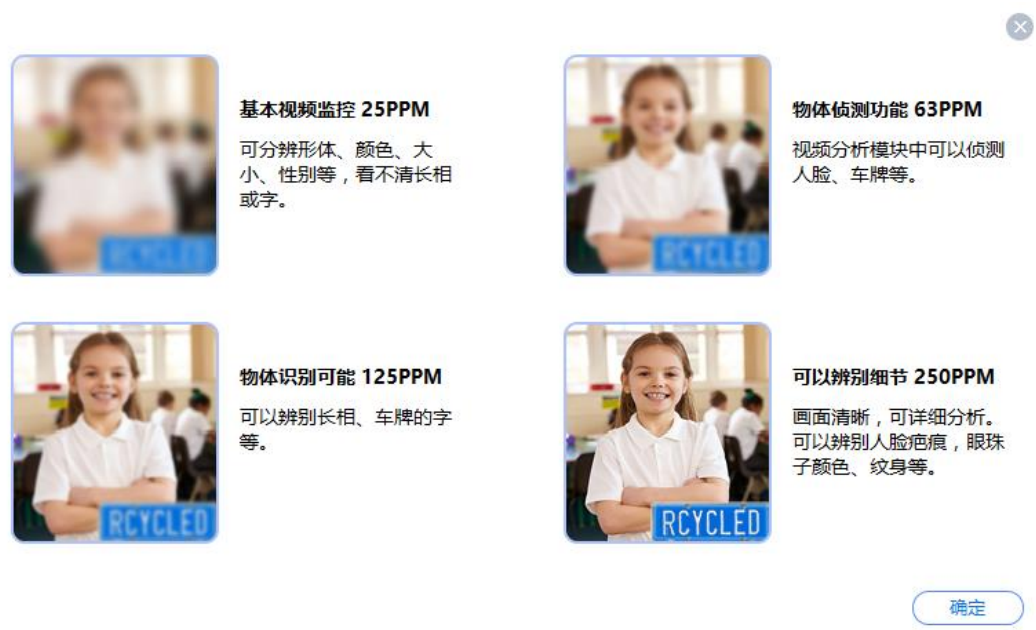 基本视频监控 25PPM
可分辨形体、颜色、大
小、性别等，看不清长相
或字。
RCYCLED
物体侦测功能 63PPM
视频分析模块中可以侦测
人脸、车牌等。
RCYCLED
物体识别可能 125PPM
可以辨别长相、车牌的字
等。
RCYCLED
可以辨别细节 250PPM
画面清晰，可详细分析。
可以辨别人脸疤痕，眼珠
子颜色、纹身等。
RCYCLED
确定